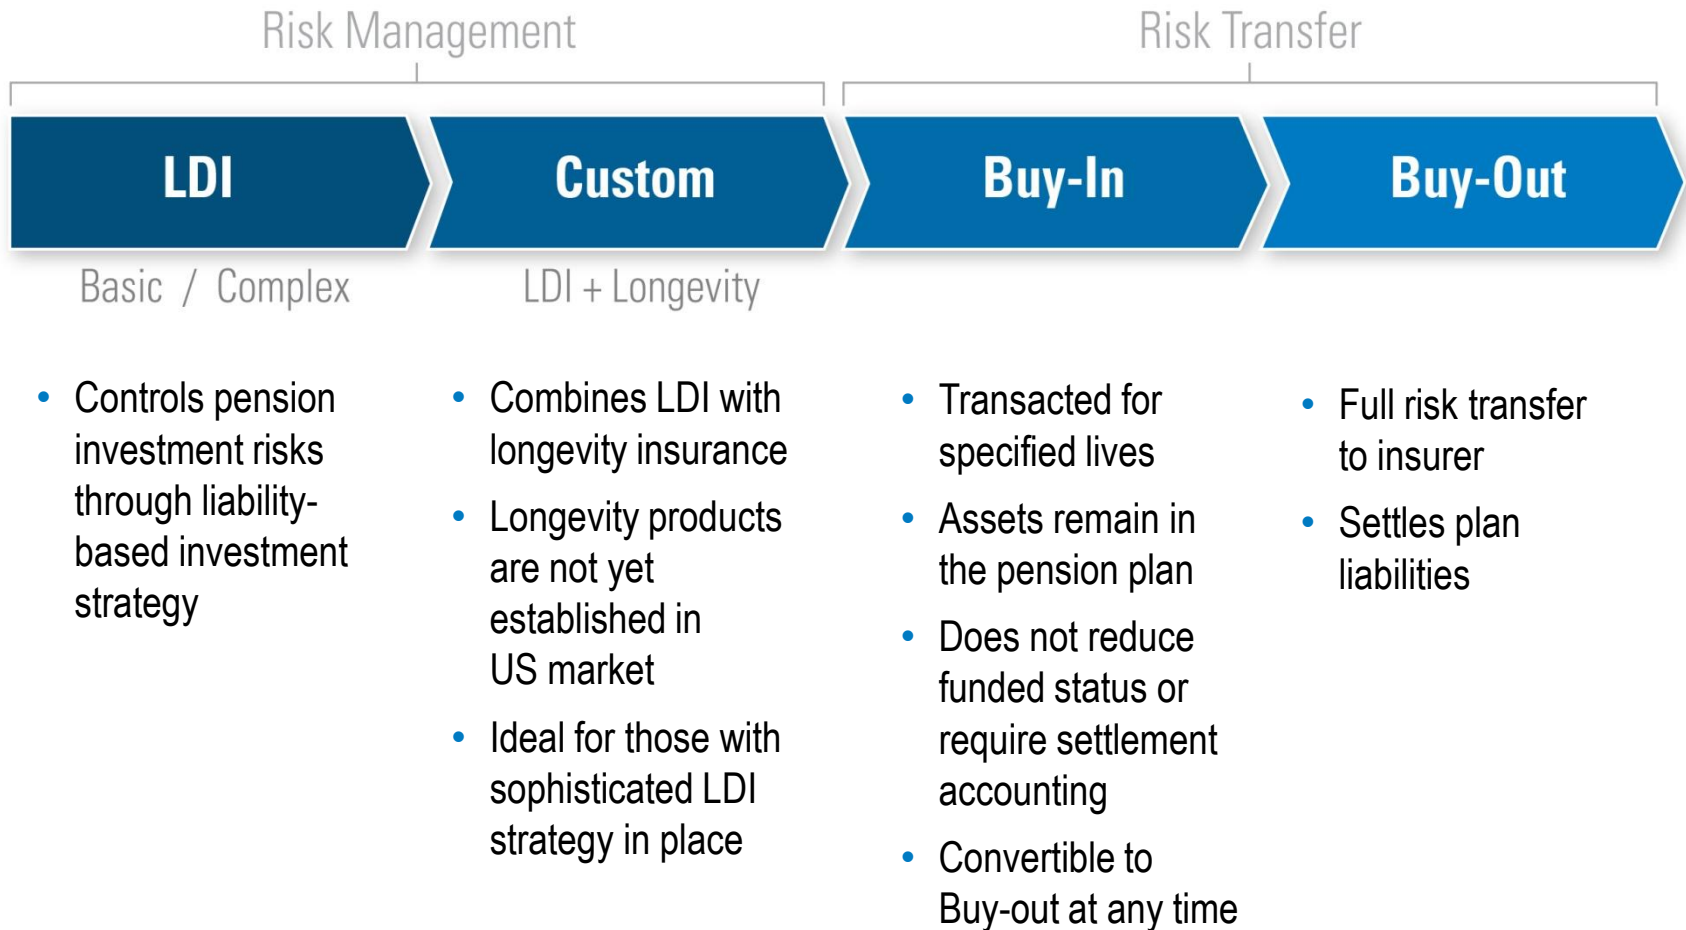 Risk Management
Risk Transfer
LDI
Custom
Buy-In
Buy-Out
Basic / Complex
LDI + Longevity
• Controls pension
investment risks
through liability-
based investment
strategy
• Combines LDI with
longevity insurance
• Longevity products
are not yet
established in
US market
• Ideal for those with
sophisticated LDI
strategy in place
• Transacted for
specified lives
• Assets remain in
the pension plan
• Does not reduce
funded status or
require settlement
accounting
• Convertible to
Buy-out at any time
• Full risk transfer
to insurer
• Settles plan
liabilities